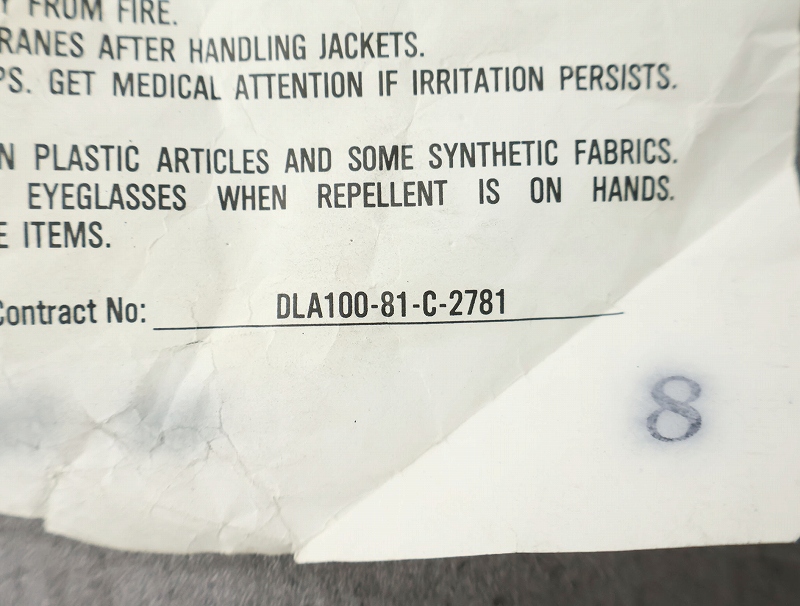 FROM FIRE.
RANES AFTER HANDLING JACKETS.
PS. GET MEDICAL ATTENTION IF IRRITATION PERSISTS.
N PLASTIC ARTICLES AND SOME SYNTHETIC FABRICS.
EYEGLASSES WHEN REPELLENT IS ON HANDS.
E ITEMS.
Contract No: DLA100-81-C-2781
8